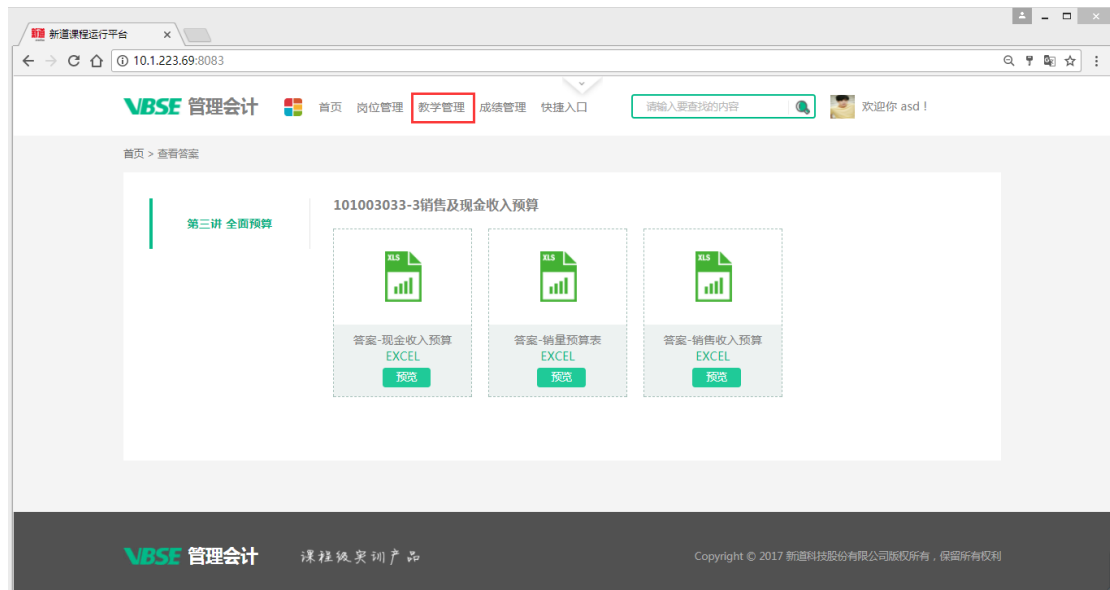 新道 新道课程运行平台
10.1.223.69:8083
VBSE 管理会计 首页 岗位管理 教学管理 成绩管理 快捷入口 请输入要查找的内容 欢迎你 asd！
首页 > 查看答案
第三讲 全面预算
101003033-3销售及现金收入预算
XLS XLS XLS
答案-现金收入预算 答案-销量预算表 答案-销售收入预算
EXCEL EXCEL EXCEL
预览 预览 预览
VBSE 管理会计 课程级实训产品 Copyright © 2017 新道科技股份有限公司版权所有，保留所有权利